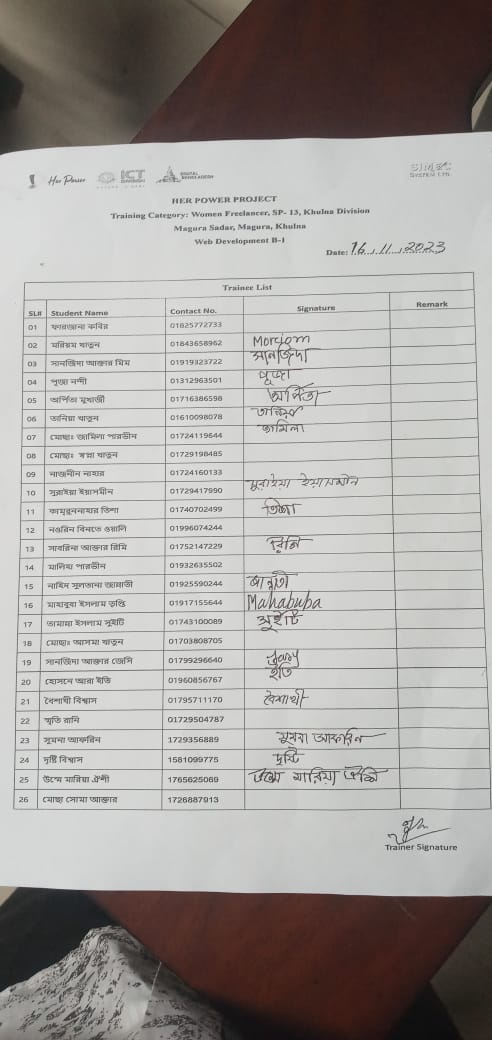 Her Power
ICT
DIGITAL
BANGLADESH
SIMEC
SYSTEM LTD.
HER POWER PROJECT
Training Category: Women Freelancer, SP- 13, Khulna Division
Magura Sadar, Magura, Khulna
Web Development B-1
Date: 16.11.2023
Trainee List
SL# Student Name Contact No. Signature Remark
01 ফারজানা কবির 01825772733
02 মরিয়ম খাতুন 01843658962
03 সানজিদা আক্তার মিম 01919323722 সানজিদা
04 পুজা নন্দী 01312963501 পূজা
05 অর্পিতা মুখার্জী 01716386598 অর্পিতা
06 তানিয়া খাতুন 01610098078 তানিয়া
07 মোছাঃ জামিলা পারভীন 01724119644 জামিলা
08 মোছাঃ স্বপ্না খাতুন 01729198485
09 নাজমীন নাহার 01724160133
10 সুরাইয়া ইয়াসমীন 01729417990 সুরাইয়া ইয়াসমীন
11 কামরুননাহার তিশা 01740702499 তিশা
12 নওরিন বিনতে ওয়ালি 01996074244
13 সাবরিনা আক্তার রিমি 01752147229 রিমি
14 মালিহা পারভীন 01932635502
15 নাহিদ সুলতানা জান্নাতী 01925590244 জান্নাতী
16 মাহাবুবা ইসলাম তৃপ্তি 01917155644 Mahabuba
17 তামান্না ইসলাম সুইটি 01743100089 সুইটি
18 মোছাঃ আসমা খাতুন 01703808705
19 সানজিদা আক্তার জেসি 01799296640
20 হোসনে আরা ইতি 01960856767 ইতি
21 বৈশাখী বিশ্বাস 01795711170 বৈশাখী
22 স্মৃতি রানি 01729504787
23 সুমনা আফরিন 1729356889 সুমনা আফরিন
24 দৃষ্টি বিশ্বাস 1581099775 দৃষ্টি
25 উম্মে মারিয়া ঐশী 1765625069 উম্মে মারিয়া ঐশি
26 মোছা সোমা আক্তার 1726887913
Trainer Signature